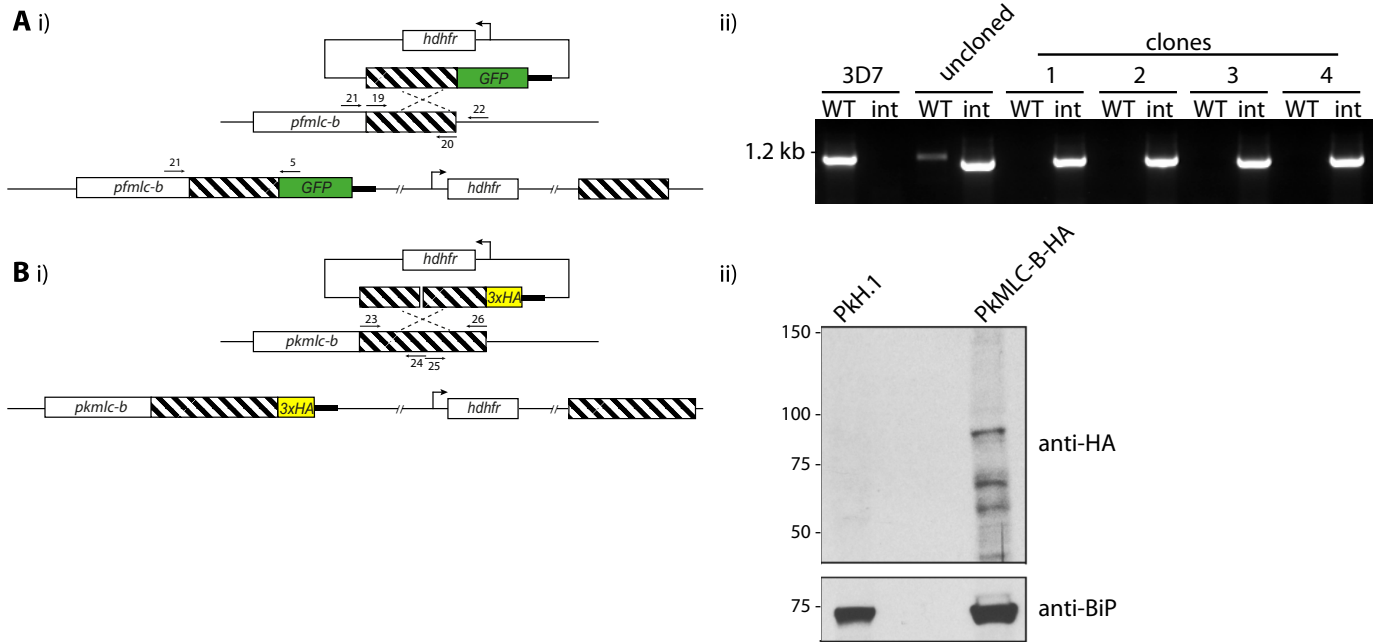 A i)
hdhfr
GFP
21 19 22
pfmlc-b
20
21 5
pfmlc-b GFP hdhfr
ii)
uncloned
clones
3D7 1 2 3 4
WT int WT int WT int WT int WT int WT int
1.2 kb -
B i)
hdhfr
3xHA
23 26
pkmlc-b
24 25
pkmlc-b 3xHA hdhfr
ii)
PkH.1 PkMLC-B-HA
150 -
100 -
anti-HA
75 -
50 -
75 - anti-BiP